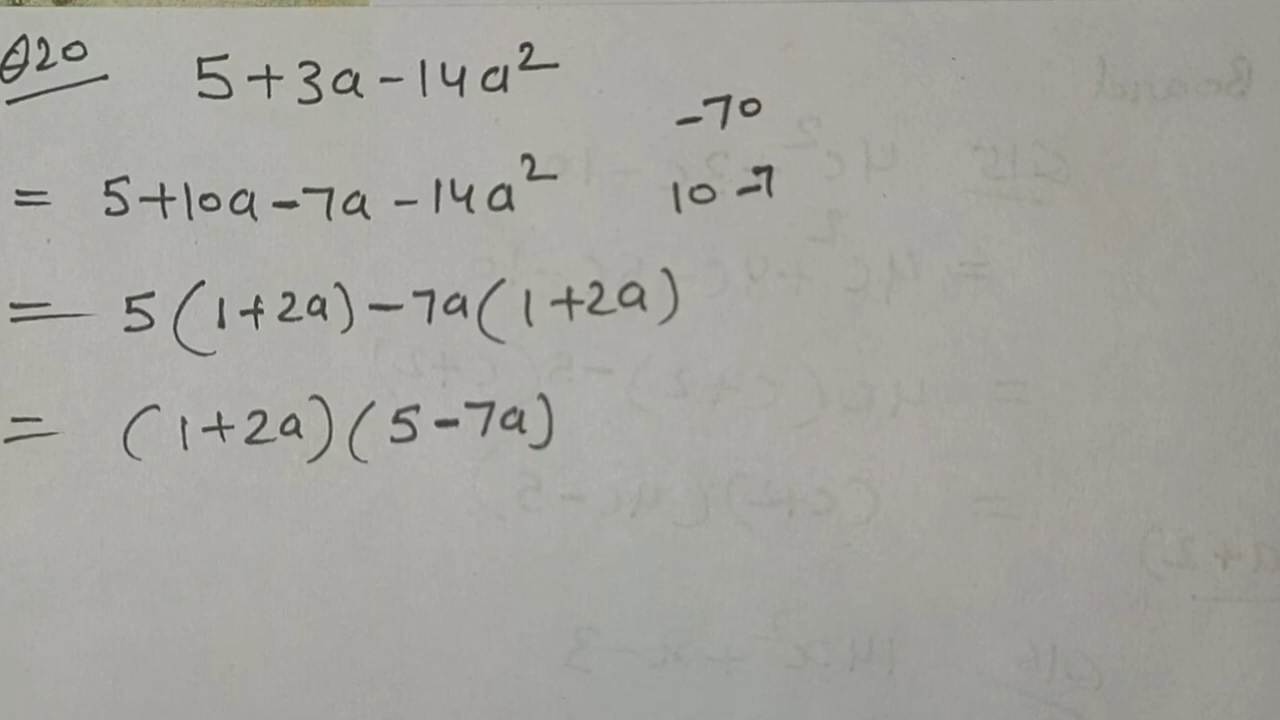 Q20 5+3a-14a²
-70
= 5+10a-7a-14a²
10 -7
= 5(1+2a)-7a(1+2a)
= (1+2a)(5-7a)